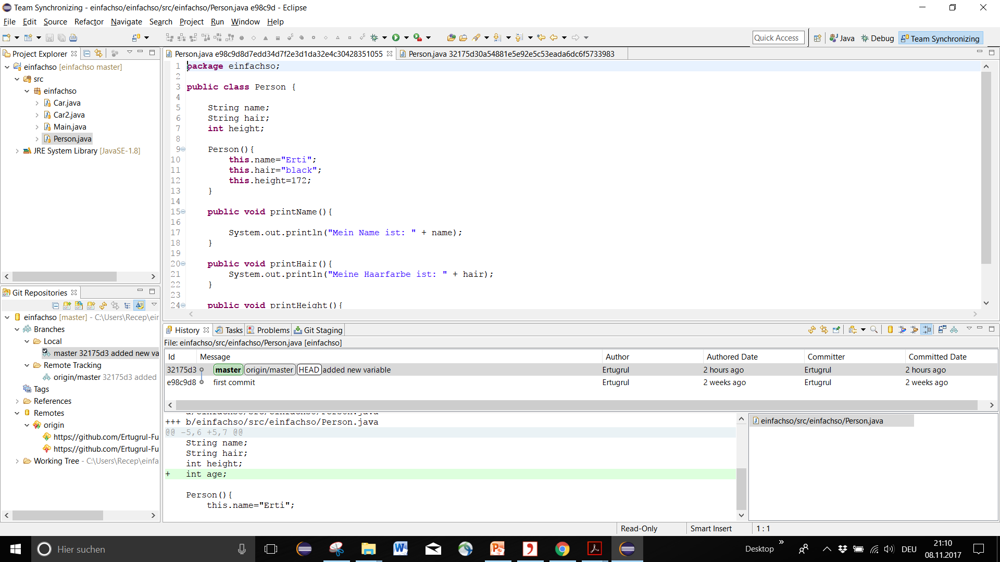 Team Synchronizing - einfachso/einfachso/src/einfachso/Person.java e98c9d - Eclipse
File Edit Source Refactor Navigate Search Project Run Window Help
Quick Access
Java
Debug
Team Synchronizing
Project Explorer
einfachso [einfachso master]
src
einfachso
Car.java
Car2.java
Main.java
Person.java
JRE System Library [JavaSE-1.8]
Git Repositories
einfachso [master] - C:\Users\Recep\eir
Branches
Local
master 32175d3 added new va
Remote Tracking
origin/master 32175d3 added
Tags
References
Remotes
origin
https://github.com/Ertugrul-Fu
https://github.com/Ertugrul-Fu
Working Tree - C:\Users\Recep\einfa
Person.java e98c9d8d7edd34d7f2e3d1da32e4c30428351055
Person.java 32175d30a54881e5e92e5c53eada6dc6f5733983
1 package einfachso;
2
3 public class Person {
4
5 String name;
6 String hair;
7 int height;
8
9 Person(){
10 this.name="Erti";
11 this.hair="black";
12 this.height=172;
13 }
14
15 public void printName(){
16
17 System.out.println("Mein Name ist: " + name);
18 }
19
20 public void printHair(){
21 System.out.println("Meine Haarfarbe ist: " + hair);
22 }
23
24 public void printHeight(){
History Tasks Problems Git Staging
File: einfachso/src/einfachso/Person.java [einfachso]
Id Message Author Authored Date Committer Committed Date
32175d3 master origin/master HEAD added new variable Ertugrul 2 hours ago Ertugrul 2 hours ago
e98c9d8 first commit Ertugrul 2 weeks ago Ertugrul 2 weeks ago
+++ b/einfachso/src/einfachso/Person.java
@@ -5,6 +5,7 @@
String name;
String hair;
int height;
+ int age;
Person(){
this.name="Erti";
einfachso/src/einfachso/Person.java
Read-Only Smart Insert 1 : 1
Hier suchen
Desktop
DEU
21:10
08.11.2017